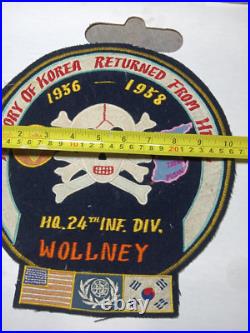 ORY OF KOREA RETURNED FROM H
1956 - 1958
HQ. 24TH INF. DIV.
WOLLNEY